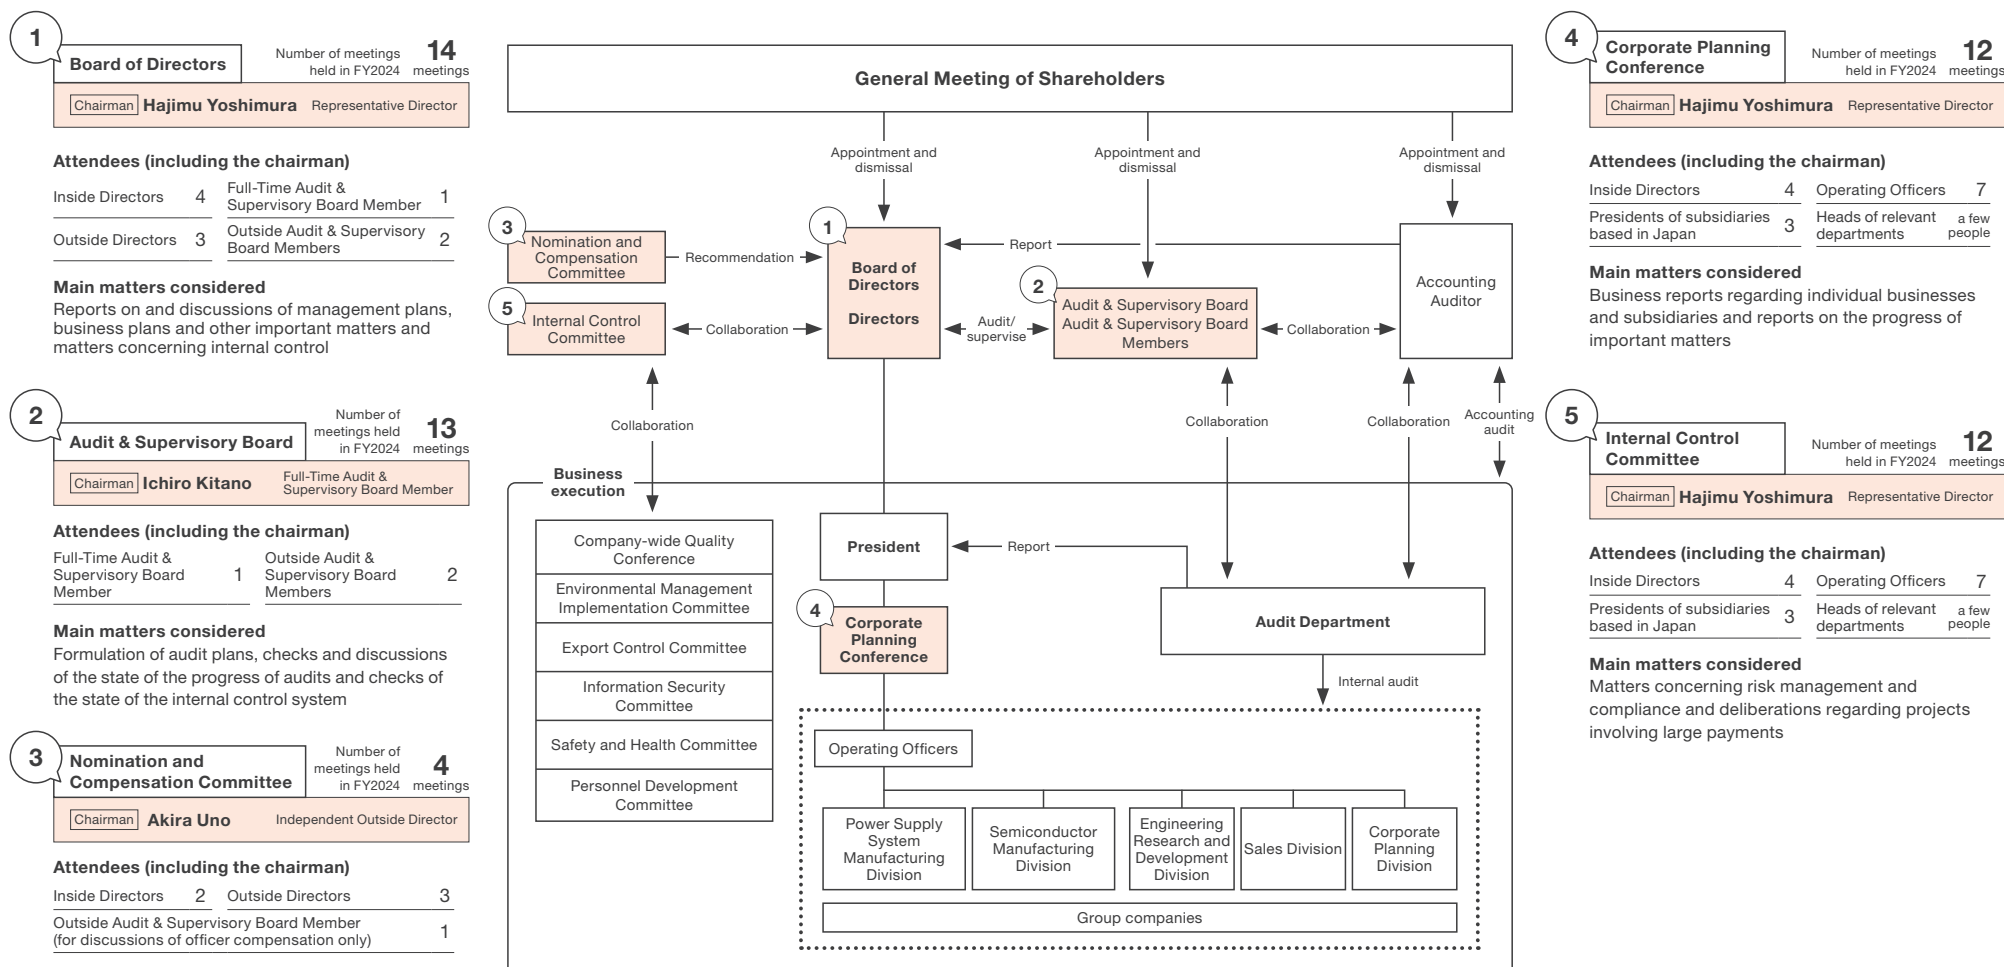 1
Board of Directors
Number of meetings
held in FY2024
14
meetings
Chairman Hajimu Yoshimura Representative Director
Attendees (including the chairman)
Inside Directors 4
Full-Time Audit &
Supervisory Board Member 1
Outside Directors 3
Outside Audit & Supervisory
Board Members 2
Main matters considered
Reports on and discussions of management plans,
business plans and other important matters and
matters concerning internal control
2
Audit & Supervisory Board
Number of
meetings held
in FY2024
13
meetings
Chairman Ichiro Kitano
Full-Time Audit &
Supervisory Board Member
Attendees (including the chairman)
Full-Time Audit &
Supervisory Board
Member
1
Outside Audit &
Supervisory Board
Members
2
Main matters considered
Formulation of audit plans, checks and discussions
of the state of the progress of audits and checks of
the state of the internal control system
3
Nomination and
Compensation Committee
Number of
meetings held
in FY2024
4
meetings
Chairman Akira Uno Independent Outside Director
Attendees (including the chairman)
Inside Directors 2 Outside Directors 3
Outside Audit & Supervisory Board Member
(for discussions of officer compensation only)
1
General Meeting of Shareholders
Appointment and
dismissal
Appointment and
dismissal
Appointment and
dismissal
3
Nomination and
Compensation
Committee
Recommendation
1
Board of
Directors
Directors
Report
2
Audit & Supervisory Board
Audit & Supervisory Board
Members
Accounting
Auditor
5
Internal Control
Committee
Collaboration
Audit/
supervise
Collaboration
Collaboration
Collaboration
Collaboration
Accounting
audit
Business
execution
Company-wide Quality
Conference
Environmental Management
Implementation Committee
Export Control Committee
Information Security
Committee
Safety and Health Committee
Personnel Development
Committee
President
Report
4
Corporate
Planning
Conference
Audit Department
Internal audit
Operating Officers
Power Supply
System
Manufacturing
Division
Semiconductor
Manufacturing
Division
Engineering
Research and
Development
Division
Sales Division
Corporate
Planning
Division
Group companies
4
Corporate Planning
Conference
Number of meetings
held in FY2024
12
meetings
Chairman Hajimu Yoshimura Representative Director
Attendees (including the chairman)
Inside Directors 4 Operating Officers 7
Presidents of subsidiaries
based in Japan
3
Heads of relevant
departments
a few
people
Main matters considered
Business reports regarding individual businesses
and subsidiaries and reports on the progress of
important matters
5
Internal Control
Committee
Number of meetings
held in FY2024
12
meetings
Chairman Hajimu Yoshimura Representative Director
Attendees (including the chairman)
Inside Directors 4 Operating Officers 7
Presidents of subsidiaries
based in Japan
3
Heads of relevant
departments
a few
people
Main matters considered
Matters concerning risk management and
compliance and deliberations regarding projects
involving large payments